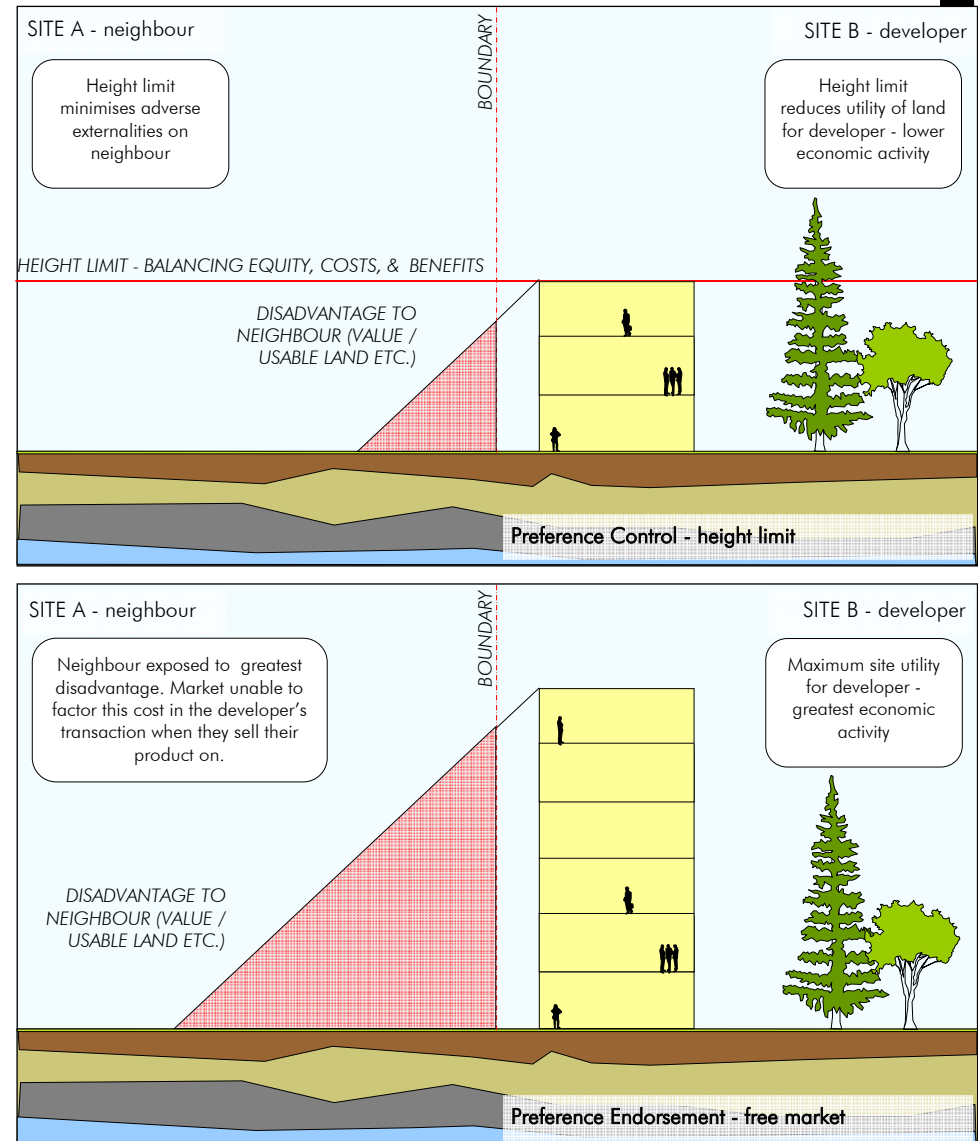 SITE A - neighbour
BOUNDARY
SITE B - developer
Height limit
minimises adverse
externalities on
neighbour
Height limit
reduces utility of land
for developer - lower
economic activity
HEIGHT LIMIT - BALANCING EQUITY, COSTS, & BENEFITS
DISADVANTAGE TO
NEIGHBOUR (VALUE /
USABLE LAND ETC.)
Preference Control - height limit
SITE A - neighbour
BOUNDARY
SITE B - developer
Neighbour exposed to greatest
disadvantage. Market unable to
factor this cost in the developer's
transaction when they sell their
product on.
Maximum site utility
for developer -
greatest economic
activity
DISADVANTAGE TO
NEIGHBOUR (VALUE /
USABLE LAND ETC.)
Preference Endorsement - free market